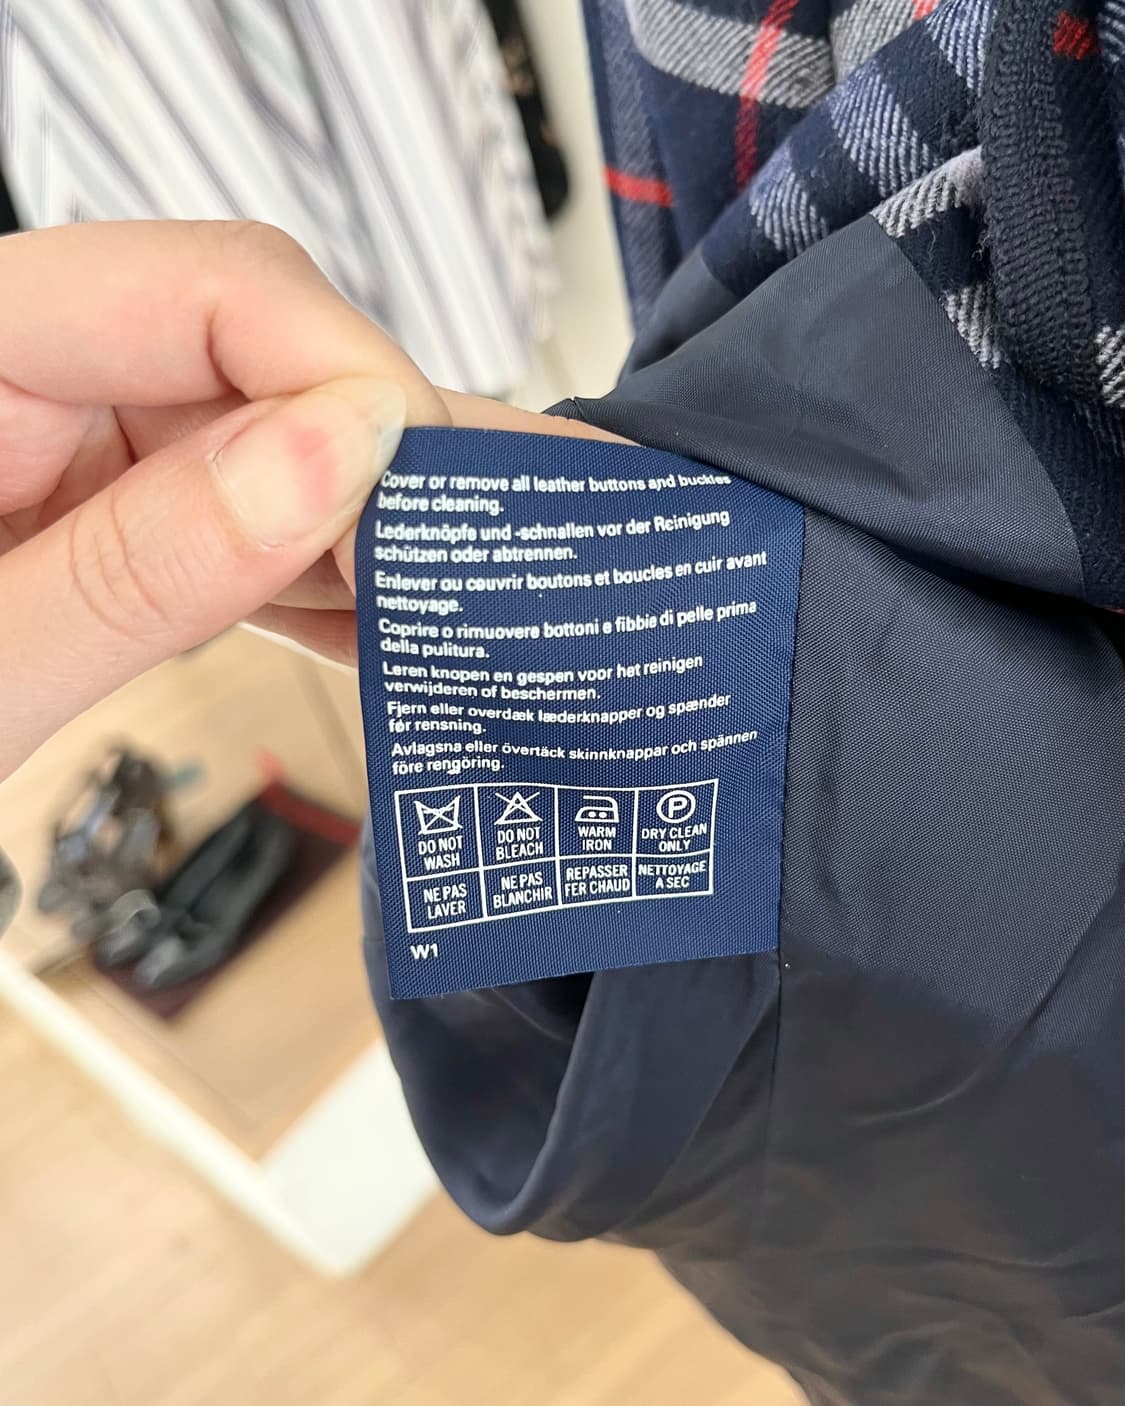 Cover or remove all leather buttons and buckles
before cleaning.
Lederknöpfe und -schnallen vor der Reinigung
schützen oder abtrennen.
Enlever ou couvrir boutons et boucles en cuir avant
nettoyage.
Coprire o rimuovere bottoni e fibbie di pelle prima
della pulitura.
Leren knopen en gespen voor het reinigen
verwijderen of beschermen.
Fjern eller overdæk læderknapper og spænder
før rensning.
Avlägsna eller övertäck skinnknappar och spännen
före rengöring.
P
DO NOT
WASH
DO NOT
BLEACH
WARM
IRON
DRY CLEAN
ONLY
NE PAS
LAVER
NE PAS
BLANCHIR
REPASSER
FER CHAUD
NETTOYAGE
A SEC
W1